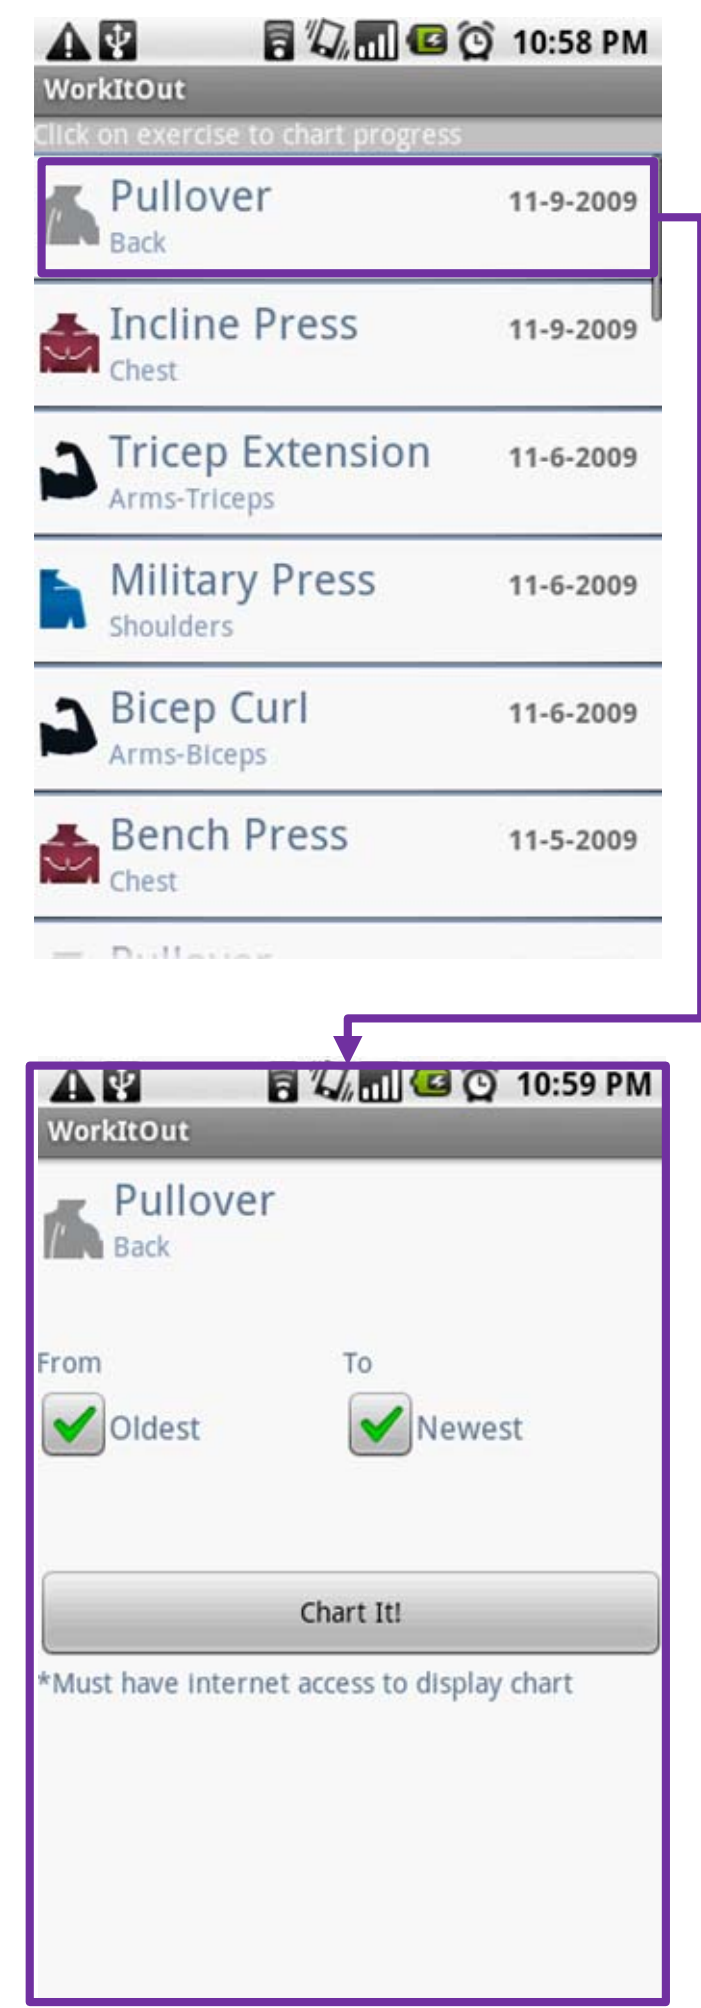 10:58 PM
WorkItOut
Click on exercise to chart progress
Pullover 11-9-2009
Back
Incline Press 11-9-2009
Chest
Tricep Extension 11-6-2009
Arms-Triceps
Military Press 11-6-2009
Shoulders
Bicep Curl 11-6-2009
Arms-Biceps
Bench Press 11-5-2009
Chest
Pullover
10:59 PM
WorkItOut
Pullover
Back
From To
Oldest Newest
Chart It!
*Must have internet access to display chart